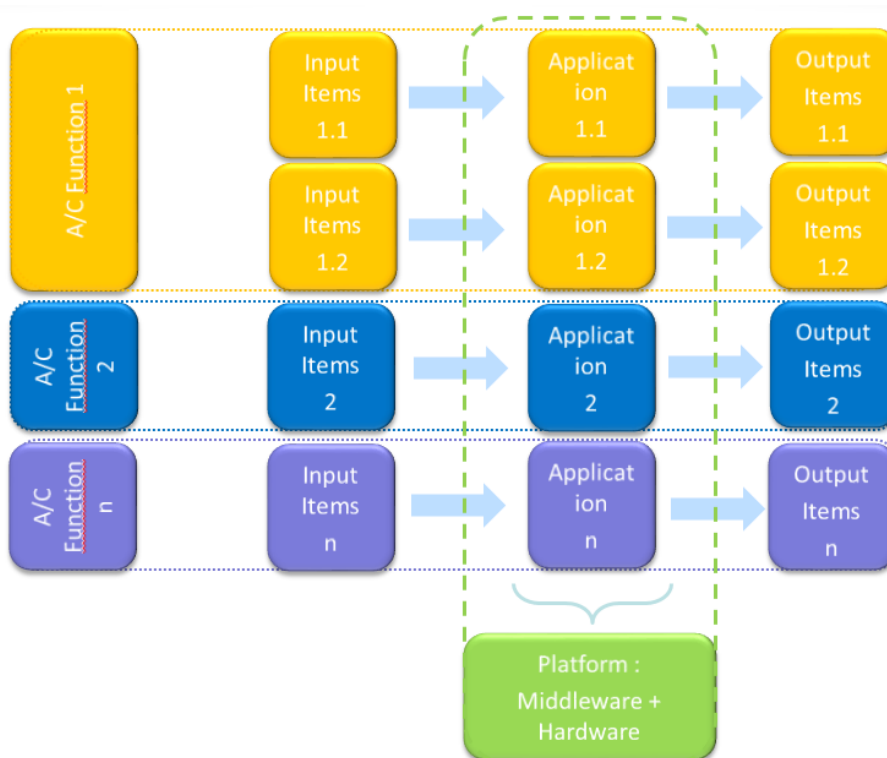 A/C Function 1
Input
Items
1.1
Applicat
ion
1.1
Output
Items
1.1
Input
Items
1.2
Applicat
ion
1.2
Output
Items
1.2
A/C
Function
2
Input
Items
2
Applicat
ion
2
Output
Items
2
A/C
Function
n
Input
Items
n
Applicat
ion
n
Output
Items
n
Platform :
Middleware +
Hardware